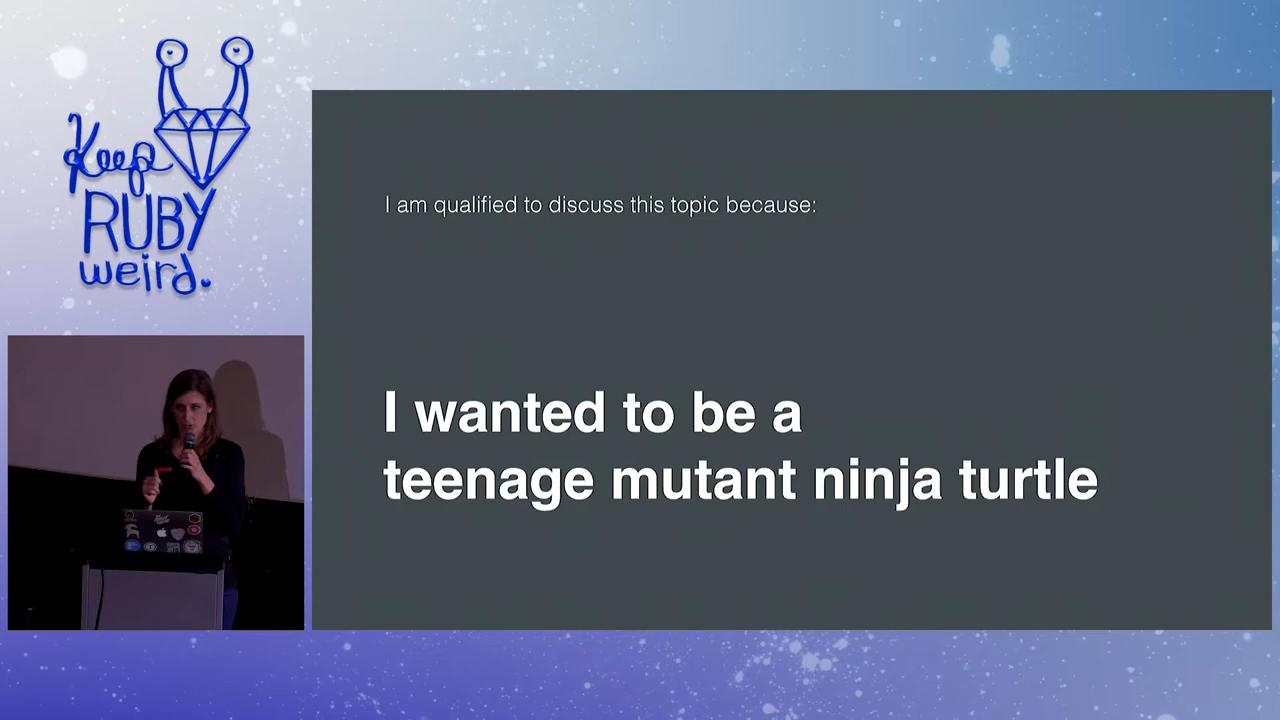 Keep
RUBY
weird.
I am qualified to discuss this topic because:
I wanted to be a
teenage mutant ninja turtle